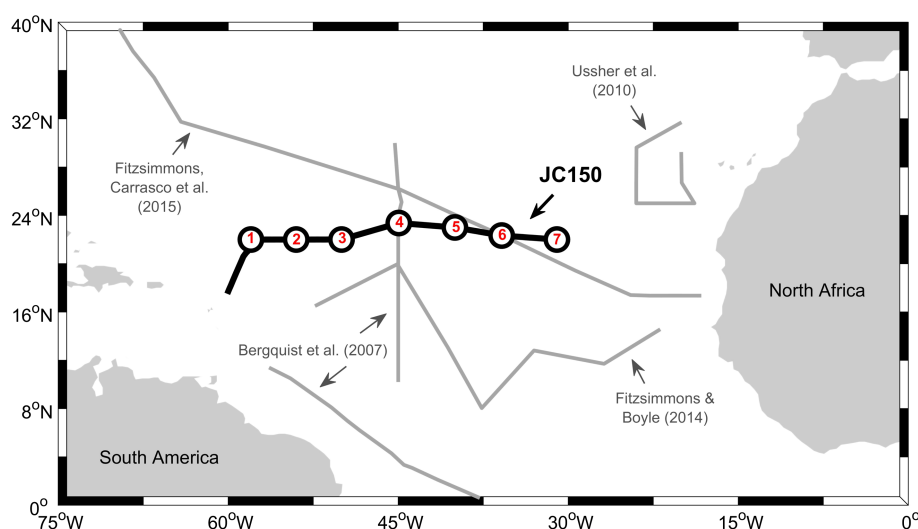 40°N
32°N
24°N
16°N
8°N
0°
75°W
60°W
45°W
30°W
15°W
0°
Ussher et al.
(2010)
Fitzsimmons,
Carrasco et al.
(2015)
JC150
1
2
3
4
5
6
7
North Africa
Bergquist et al. (2007)
Fitzsimmons &
Boyle (2014)
South America